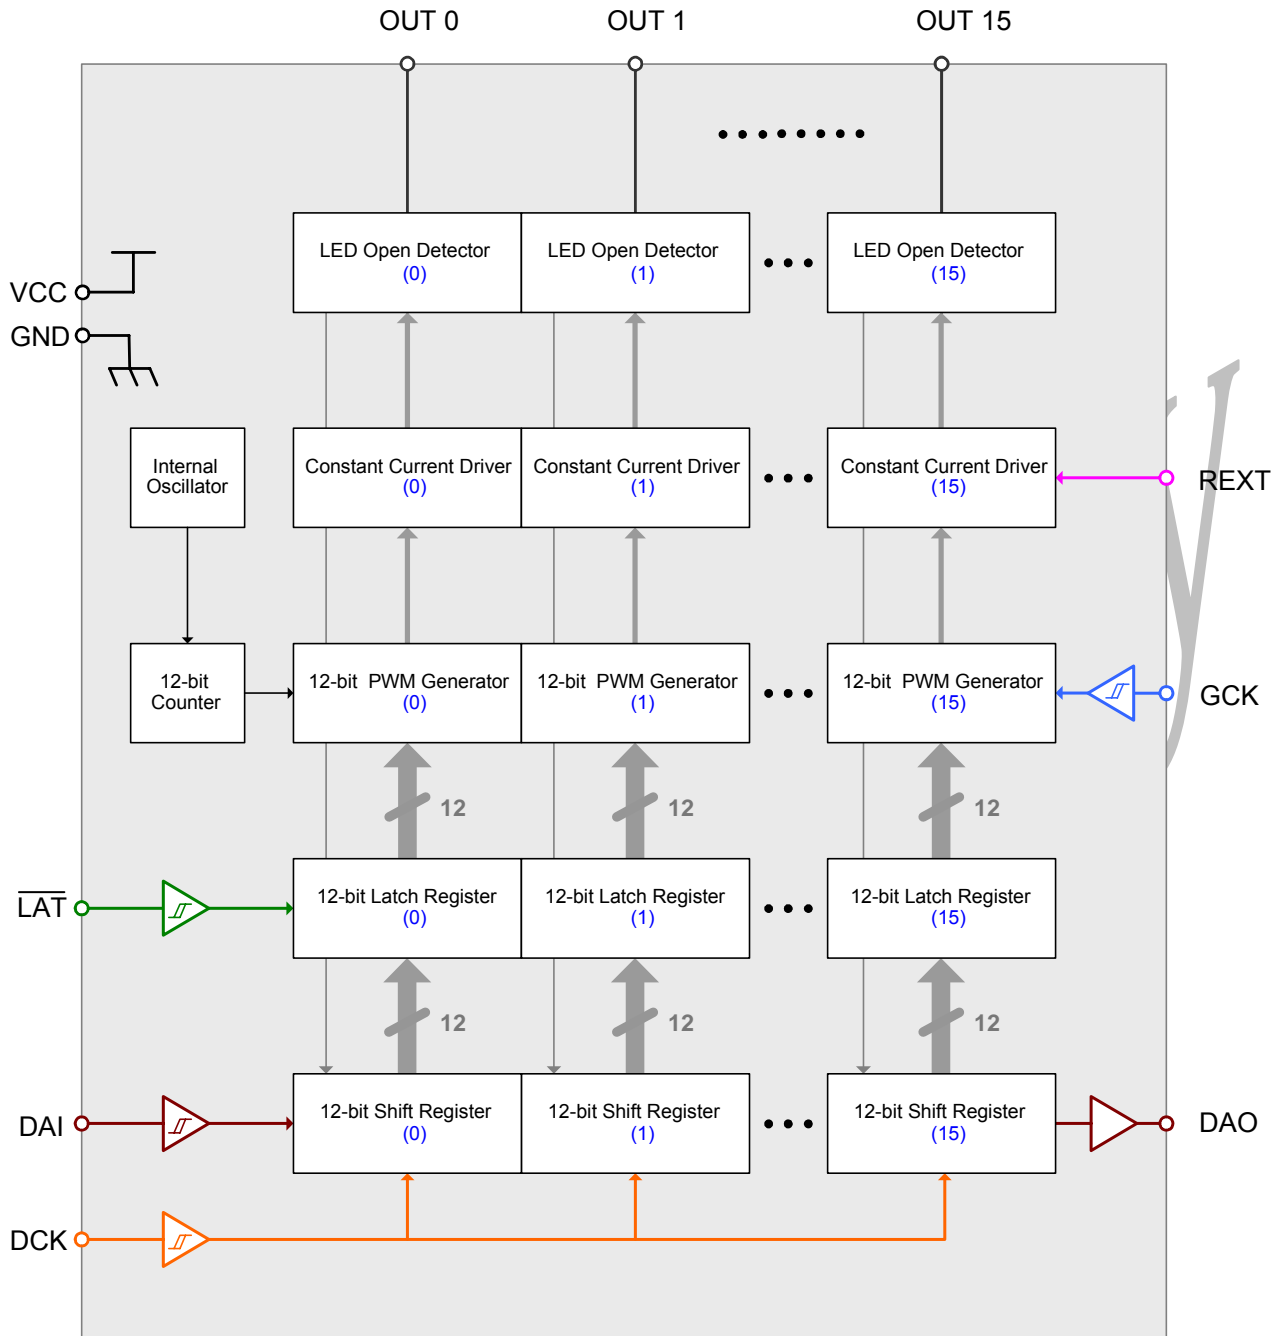 OUT 0 OUT 1 OUT 15
LED Open Detector LED Open Detector LED Open Detector
(0) (1) (15)
VCC
GND
Internal Constant Current Driver Constant Current Driver Constant Current Driver
Oscillator (0) (1) (15) REXT
12-bit 12-bit PWM Generator 12-bit PWM Generator 12-bit PWM Generator
Counter (0) (1) (15) GCK
12 12 12
LAT 12-bit Latch Register 12-bit Latch Register 12-bit Latch Register
(0) (1) (15)
12 12 12
DAI 12-bit Shift Register 12-bit Shift Register 12-bit Shift Register DAO
(0) (1) (15)
DCK